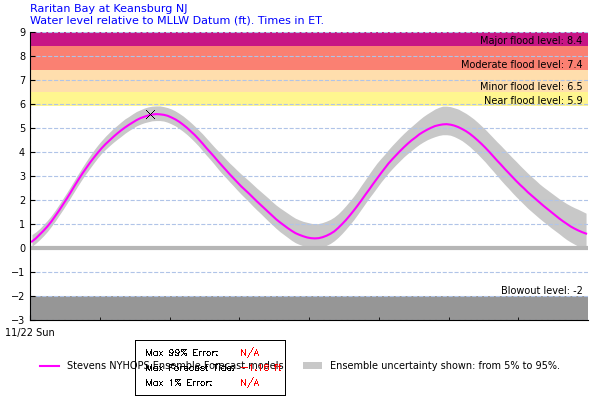 Raritan Bay at Keansburg NJ
Water level relative to MLLW Datum (ft). Times in ET.
9
Major flood level: 8.4
8
Moderate flood level: 7.4
7
Minor flood level: 6.5
6
Near flood level: 5.9
5
4
3
2
1
0
−1
−2
Blowout level: -2
−3
11/22 Sun
Max 99% Error: N/A
Stevens NYHOPS Ensemble Forecast models
Max Forecast Tide:
Ensemble uncertainty shown: from 5% to 95%.
Max 1% Error: N/A